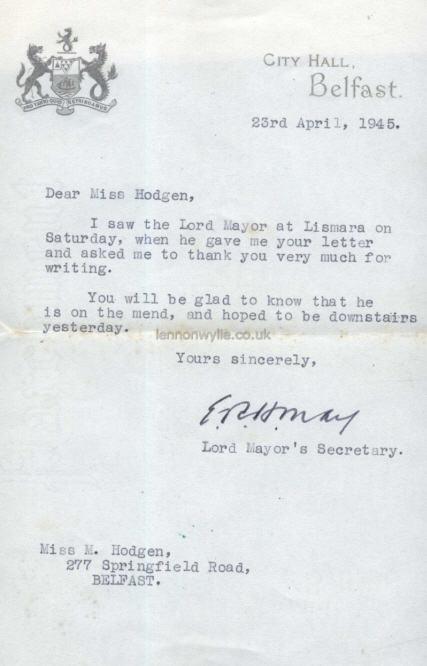 CITY HALL,
Belfast.
23rd April, 1945.
Dear Miss Hodgen,
I saw the Lord Mayor at Lismara on
Saturday, when he gave me your letter
and asked me to thank you very much for
writing.
You will be glad to know that he
is on the mend, and hoped to be downstairs
yesterday.
lennonwylie.co.uk
Yours sincerely,
Lord Mayor's Secretary.
Miss M. Hodgen,
277 Springfield Road,
BELFAST.